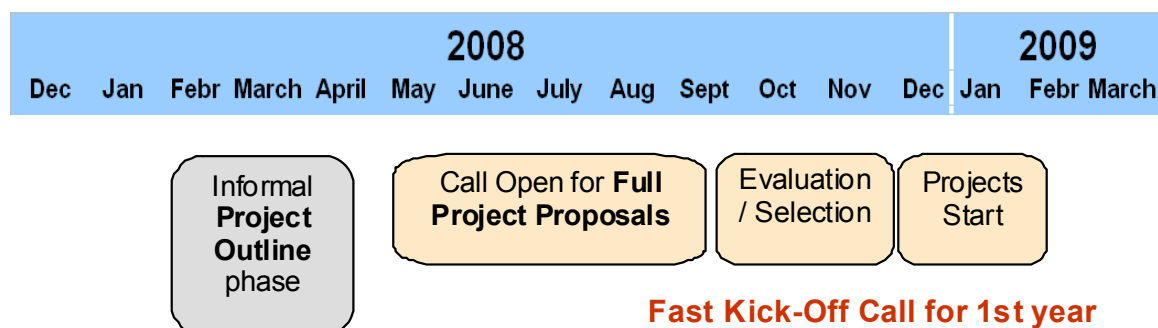 2008 2009
Dec Jan Febr March April May June July Aug Sept Oct Nov Dec Jan Febr March
Informal
Project
Outline
phase
Call Open for Full
Project Proposals
Evaluation
/ Selection
Projects
Start
Fast Kick-Off Call for 1st year